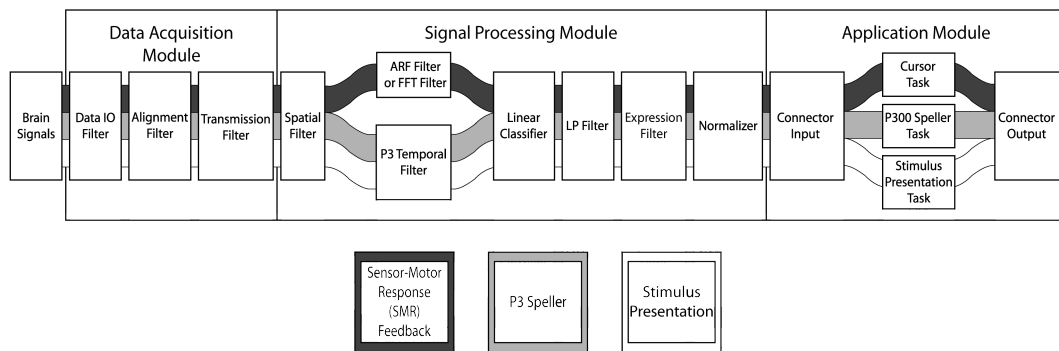 Data Acquisition
Module
Signal Processing Module
Application Module
Brain
Signals
Data IO
Filter
Alignment
Filter
Transmission
Filter
Spatial
Filter
ARF Filter
or FFT Filter
P3 Temporal
Filter
Linear
Classifier
LP Filter
Expression
Filter
Normalizer
Connector
Input
Cursor
Task
P300 Speller
Task
Stimulus
Presentation
Task
Connector
Output
Sensor-Motor
Response
(SMR)
Feedback
P3 Speller
Stimulus
Presentation